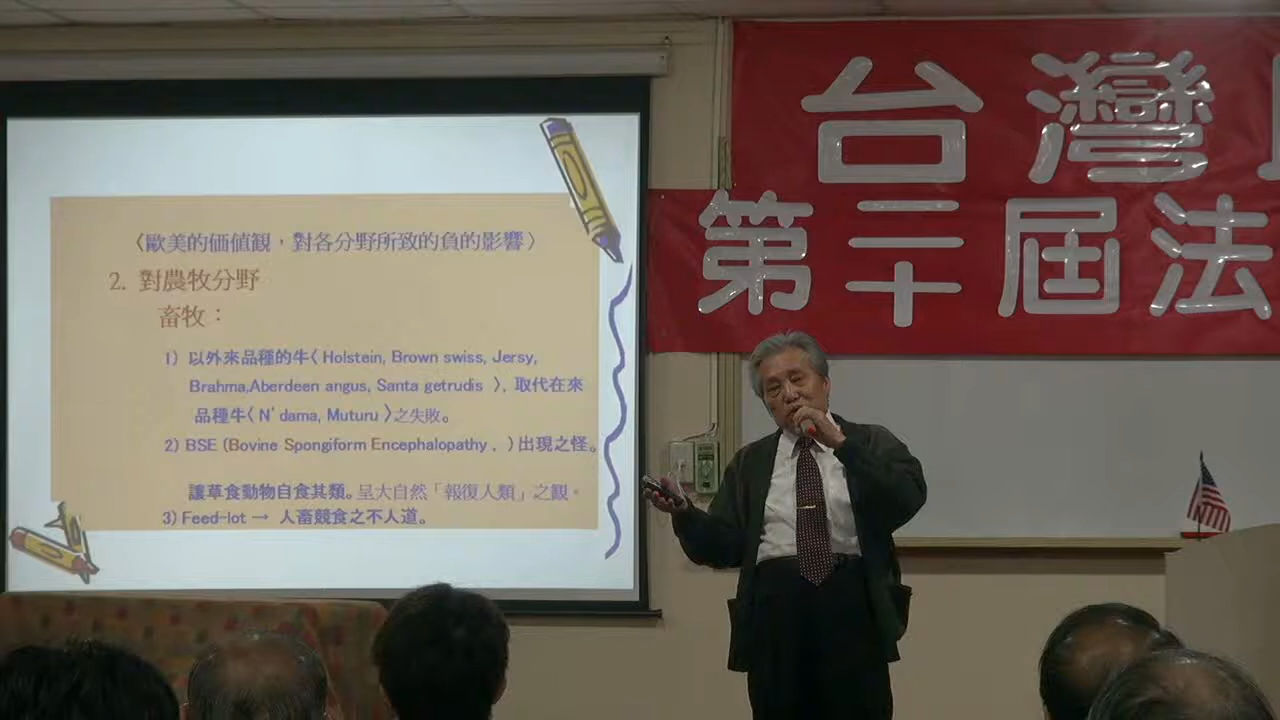 〈歐美的価値観，對各分野所致的負的影響〉
2. 對農牧分野
畜牧：
1) 以外來品種的牛〈 Holstein, Brown swiss, Jersy,
Brahma,Aberdeen angus, Santa getrudis 〉, 取代在來
品種牛〈 N'dama, Muturu 〉之失敗。
2) BSE (Bovine Spongiform Encephalopathy , ) 出現之怪。
讓草食動物自食其類。呈大自然「報復人類」之観。
3) Feed-lot → 人畜競食之不人道。
台灣
第二十屆法